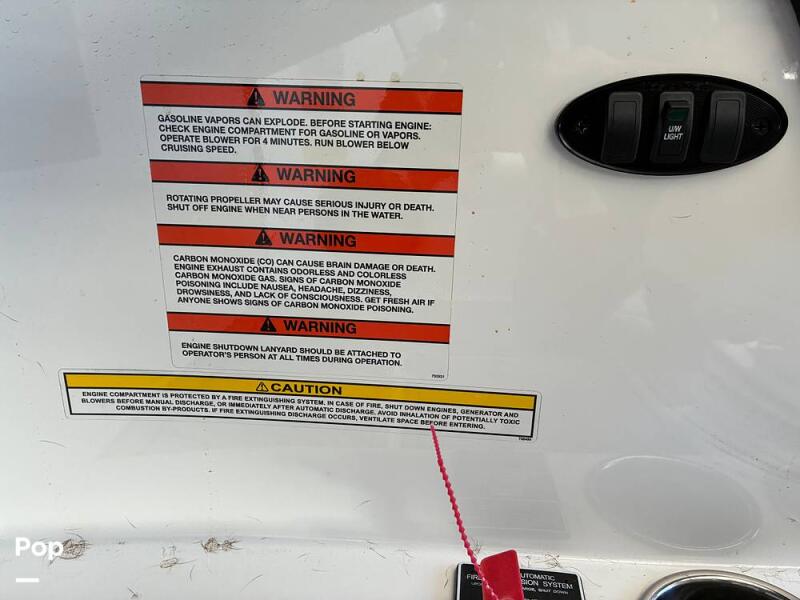 WARNING
GASOLINE VAPORS CAN EXPLODE. BEFORE STARTING ENGINE:
CHECK ENGINE COMPARTMENT FOR GASOLINE OR VAPORS.
OPERATE BLOWER FOR 4 MINUTES. RUN BLOWER BELOW
CRUISING SPEED.
WARNING
ROTATING PROPELLER MAY CAUSE SERIOUS INJURY OR DEATH.
SHUT OFF ENGINE WHEN NEAR PERSONS IN THE WATER.
WARNING
CARBON MONOXIDE (CO) CAN CAUSE BRAIN DAMAGE OR DEATH.
ENGINE EXHAUST CONTAINS ODORLESS AND COLORLESS
CARBON MONOXIDE GAS. SIGNS OF CARBON MONOXIDE
POISONING INCLUDE NAUSEA, HEADACHE, DIZZINESS,
DROWSINESS, AND LACK OF CONSCIOUSNESS. GET FRESH AIR IF
ANYONE SHOWS SIGNS OF CARBON MONOXIDE POISONING.
WARNING
ENGINE SHUTDOWN LANYARD SHOULD BE ATTACHED TO
OPERATOR'S PERSON AT ALL TIMES DURING OPERATION.
CAUTION
ENGINE COMPARTMENT IS PROTECTED BY A FIRE EXTINGUISHING SYSTEM. IN CASE OF FIRE, SHUT DOWN ENGINES, GENERATOR AND
BLOWERS BEFORE MANUAL DISCHARGE, OR IMMEDIATELY AFTER AUTOMATIC DISCHARGE. AVOID INHALATION OF POTENTIALLY TOXIC
COMBUSTION BY-PRODUCTS. IF FIRE EXTINGUISHING DISCHARGE OCCURS, VENTILATE SPACE BEFORE ENTERING.
U/W
LIGHT
Pop
FIRE AUTOMATIC
SYSTEM
SHUT DOWN